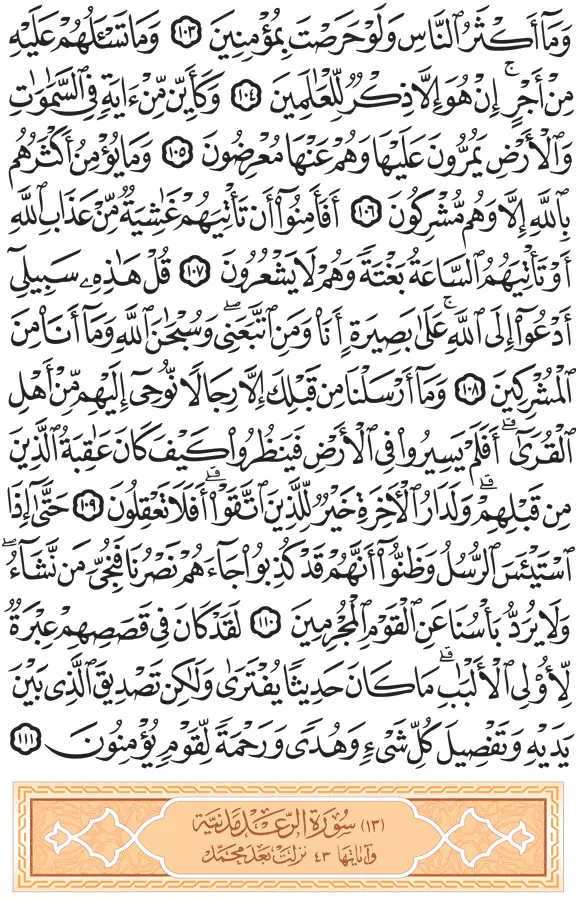 وَمَآ أَكۡثَرُ ٱلنَّاسِ وَلَوۡ حَرَصۡتَ بِمُؤۡمِنِينَ ١٠٣ وَمَا تَسۡـَٔلُهُمۡ عَلَيۡهِ
مِنۡ أَجۡرٍۚ إِنۡ هُوَ إِلَّا ذِكۡرٞ لِّلۡعَٰلَمِينَ ١٠٤ وَكَأَيِّن مِّنۡ ءَايَةٖ فِي ٱلسَّمَٰوَٰتِ
وَٱلۡأَرۡضِ يَمُرُّونَ عَلَيۡهَا وَهُمۡ عَنۡهَا مُعۡرِضُونَ ١٠٥ وَمَا يُؤۡمِنُ أَكۡثَرُهُم
بِٱللَّهِ إِلَّا وَهُم مُّشۡرِكُونَ ١٠٦ أَفَأَمِنُوٓاْ أَن تَأۡتِيَهُمۡ غَٰشِيَةٞ مِّنۡ عَذَابِ ٱللَّهِ
أَوۡ تَأۡتِيَهُمُ ٱلسَّاعَةُ بَغۡتَةٗ وَهُمۡ لَا يَشۡعُرُونَ ١٠٧ قُلۡ هَٰذِهِۦ سَبِيلِيٓ
أَدۡعُوٓاْ إِلَى ٱللَّهِۚ عَلَىٰ بَصِيرَةٍ أَنَا۠ وَمَنِ ٱتَّبَعَنِيۖ وَسُبۡحَٰنَ ٱللَّهِ وَمَآ أَنَا۠ مِنَ
ٱلۡمُشۡرِكِينَ ١٠٨ وَمَآ أَرۡسَلۡنَا مِن قَبۡلِكَ إِلَّا رِجَالٗا نُّوحِيٓ إِلَيۡهِم مِّنۡ أَهۡلِ
ٱلۡقُرَىٰٓۗ أَفَلَمۡ يَسِيرُواْ فِي ٱلۡأَرۡضِ فَيَنظُرُواْ كَيۡفَ كَانَ عَٰقِبَةُ ٱلَّذِينَ
مِن قَبۡلِهِمۡۗ وَلَدَارُ ٱلۡأٓخِرَةِ خَيۡرٞ لِّلَّذِينَ ٱتَّقَوۡاْۗ أَفَلَا تَعۡقِلُونَ ١٠٩ حَتَّىٰٓ إِذَا
ٱسۡتَيۡـَٔسَ ٱلرُّسُلُ وَظَنُّوٓاْ أَنَّهُمۡ قَدۡ كُذِبُواْ جَآءَهُمۡ نَصۡرُنَا فَنُجِّيَ مَن نَّشَآءُۖ
وَلَا يُرَدُّ بَأۡسُنَا عَنِ ٱلۡقَوۡمِ ٱلۡمُجۡرِمِينَ ١١٠ لَقَدۡ كَانَ فِي قَصَصِهِمۡ عِبۡرَةٞ
لِّأُوْلِي ٱلۡأَلۡبَٰبِۗ مَا كَانَ حَدِيثٗا يُفۡتَرَىٰ وَلَٰكِن تَصۡدِيقَ ٱلَّذِي بَيۡنَ
يَدَيۡهِ وَتَفۡصِيلَ كُلِّ شَيۡءٖ وَهُدٗى وَرَحۡمَةٗ لِّقَوۡمٖ يُؤۡمِنُونَ ١١١
(١٣) سُورَةُ الرَّعۡدِ مَدَنِيَّة
وَآيَاتُهَا ٤٣ نَزَلَتۡ بَعۡدَ مُحَمَّد